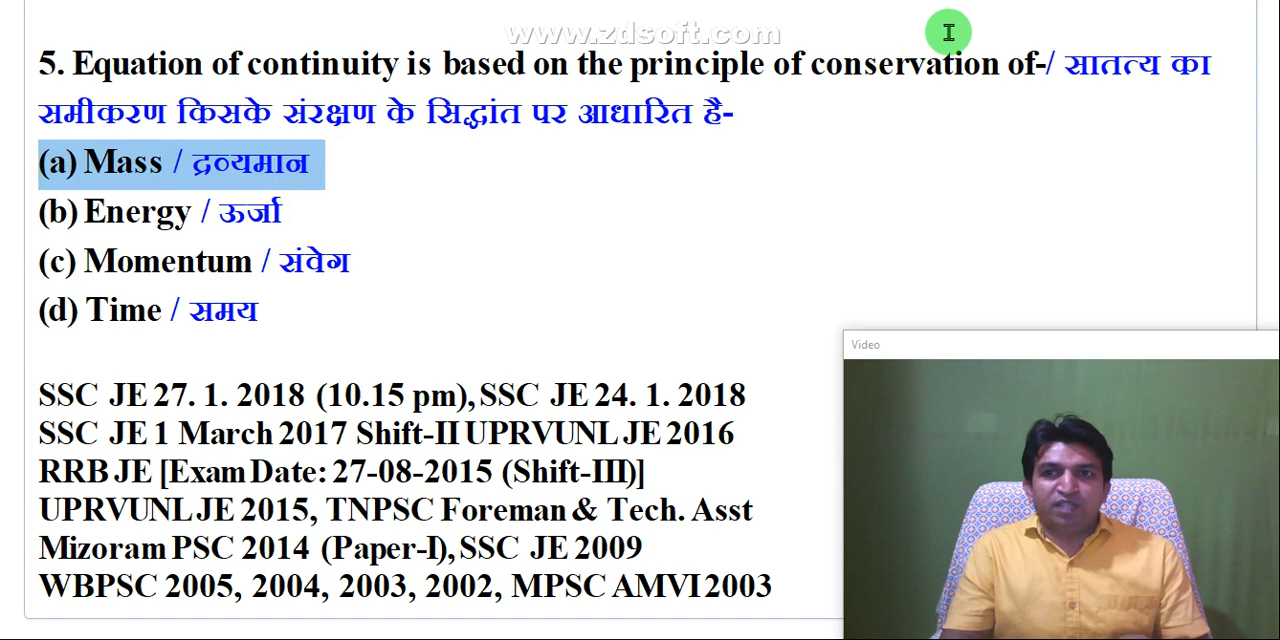 www.zdsoft.com
5. Equation of continuity is based on the principle of conservation of-/ सातत्य का
समीकरण किसके संरक्षण के सिद्धांत पर आधारित है-
(a) Mass / द्रव्यमान
(b) Energy / ऊर्जा
(c) Momentum / संवेग
(d) Time / समय
SSC JE 27. 1. 2018 (10.15 pm), SSC JE 24. 1. 2018
SSC JE 1 March 2017 Shift-II UPRVUNL JE 2016
RRB JE [Exam Date: 27-08-2015 (Shift-III)]
UPRVUNL JE 2015, TNPSC Foreman & Tech. Asst
Mizoram PSC 2014 (Paper-I), SSC JE 2009
WBPSC 2005, 2004, 2003, 2002, MPSC AMVI 2003
Video